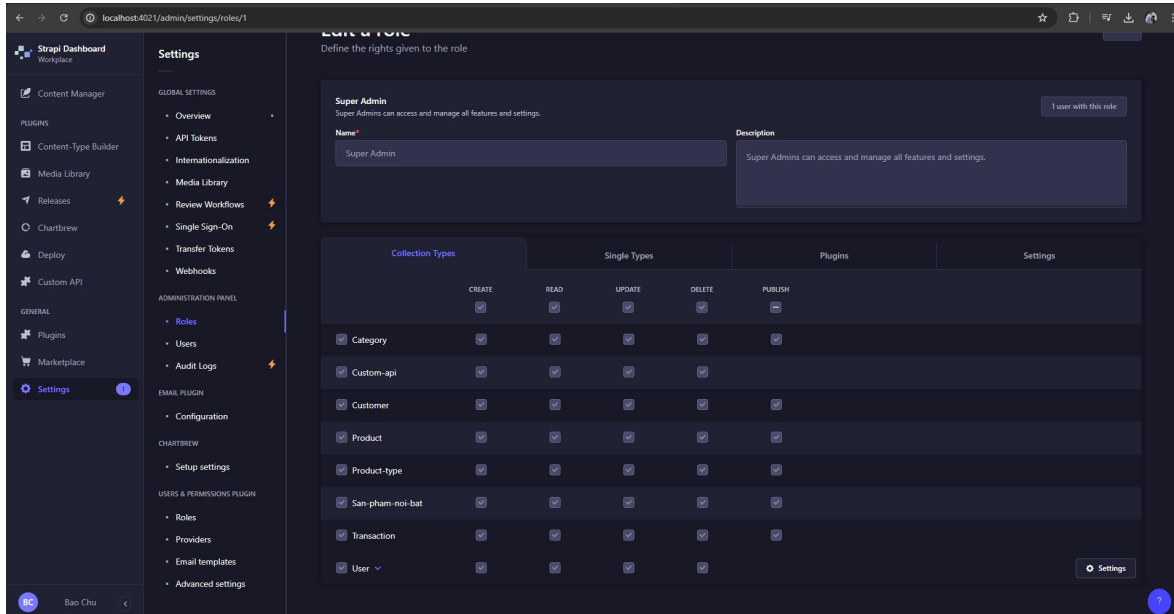 localhost:4021/admin/settings/roles/1
Strapi Dashboard
Workplace
Content Manager
PLUGINS
Content-Type Builder
Media Library
Releases
Chartbrew
Deploy
Custom API
GENERAL
Plugins
Marketplace
Settings
1
BC
Bao Chu
Settings
GLOBAL SETTINGS
Overview
API Tokens
Internationalization
Media Library
Review Workflows
Single Sign-On
Transfer Tokens
Webhooks
ADMINISTRATION PANEL
Roles
Users
Audit Logs
EMAIL PLUGIN
Configuration
CHARTBREW
Setup settings
USERS & PERMISSIONS PLUGIN
Roles
Providers
Email templates
Advanced settings
Edit a role
Define the rights given to the role
Super Admin
Super Admins can access and manage all features and settings.
1 user with this role
Name*
Super Admin
Description
Super Admins can access and manage all features and settings.
Collection Types
Single Types
Plugins
Settings
CREATE READ UPDATE DELETE PUBLISH
Category
Custom-api
Customer
Product
Product-type
San-pham-noi-bat
Transaction
User
Settings
?